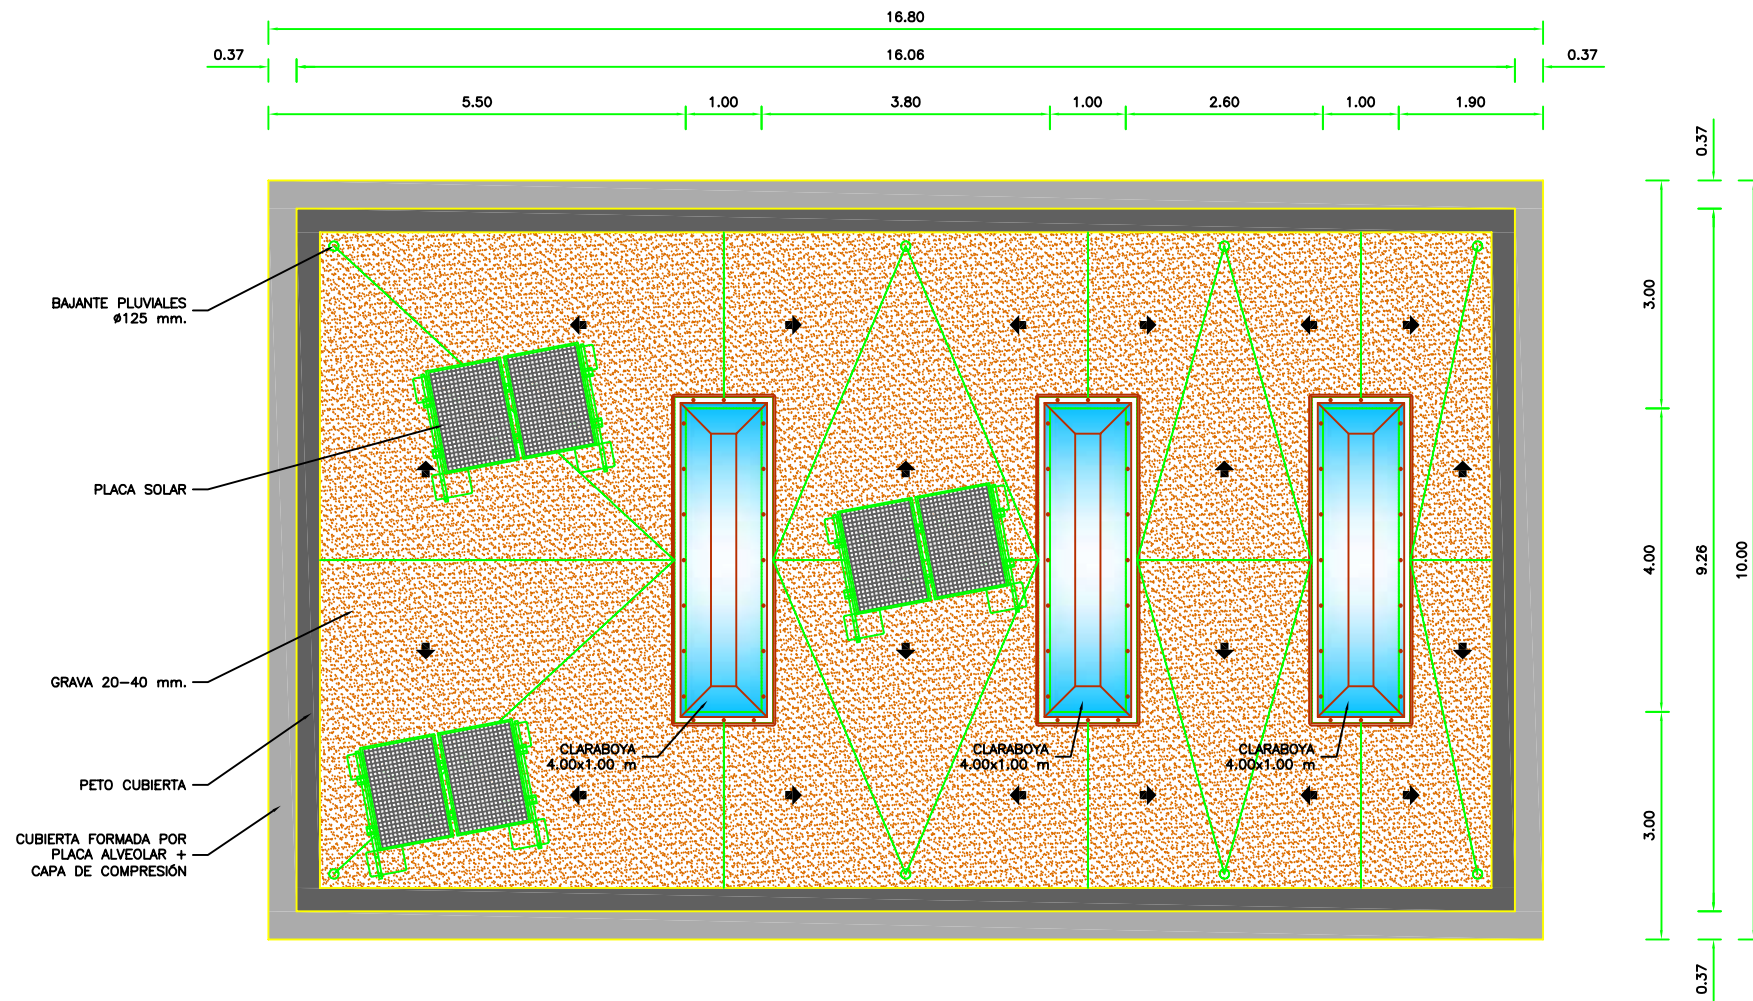 16.80
0.37
16.06
0.37
5.50
1.00
3.80
1.00
2.60
1.00
1.90
0.37
3.00
BAJANTE PLUVIALES
ø125 mm.
PLACA SOLAR
4.00
9.26
10.00
GRAVA 20-40 mm.
CLARABOYA
4.00x1.00 m
CLARABOYA
4.00x1.00 m
CLARABOYA
4.00x1.00 m
PETO CUBIERTA
3.00
CUBIERTA FORMADA POR
PLACA ALVEOLAR +
CAPA DE COMPRESIÓN
0.37